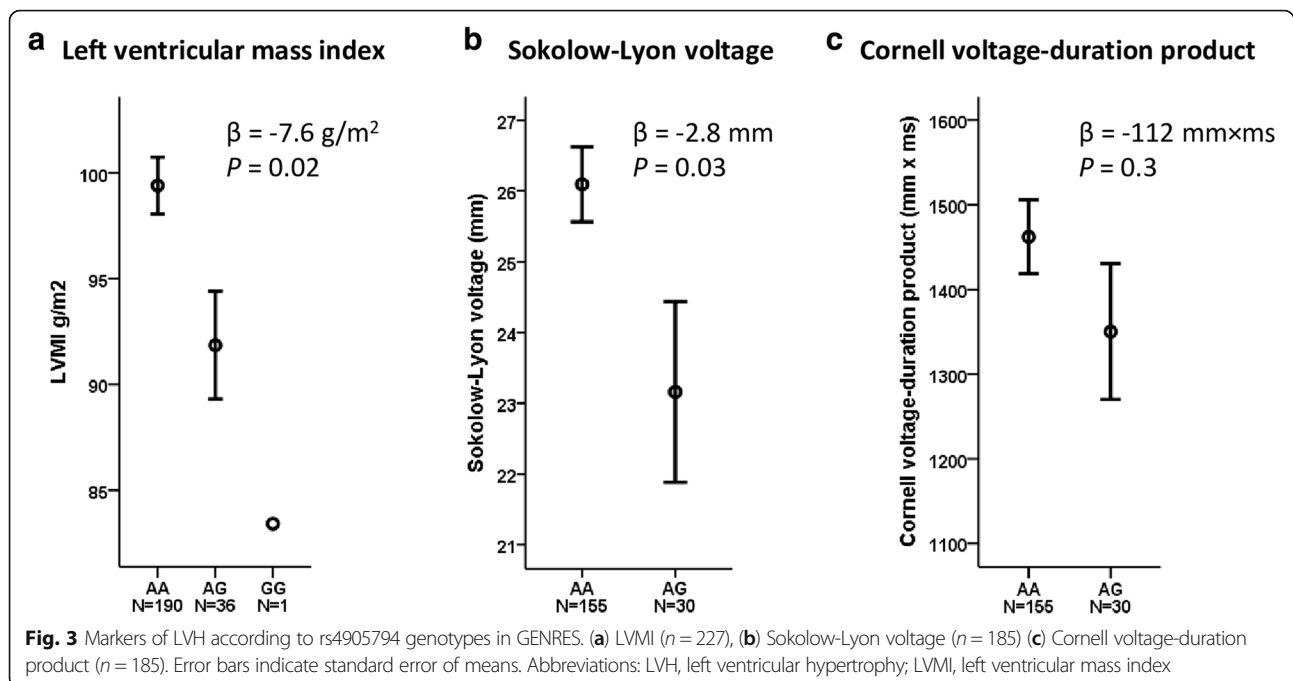 a Left ventricular mass index
β = -7.6 g/m²
P = 0.02
LVMI g/m2
100
95
90
85
AA AG GG
N=190 N=36 N=1
b Sokolow-Lyon voltage
β = -2.8 mm
P = 0.03
Sokolow-Lyon voltage (mm)
27
26
25
24
23
22
21
AA AG
N=155 N=30
c Cornell voltage-duration product
β = -112 mm×ms
P = 0.3
Cornell voltage-duration product (mm x ms)
1600
1500
1400
1300
1200
1100
AA AG
N=155 N=30
Fig. 3 Markers of LVH according to rs4905794 genotypes in GENRES. (a) LVMI (n = 227), (b) Sokolow-Lyon voltage (n = 185) (c) Cornell voltage-duration
product (n = 185). Error bars indicate standard error of means. Abbreviations: LVH, left ventricular hypertrophy; LVMI, left ventricular mass index